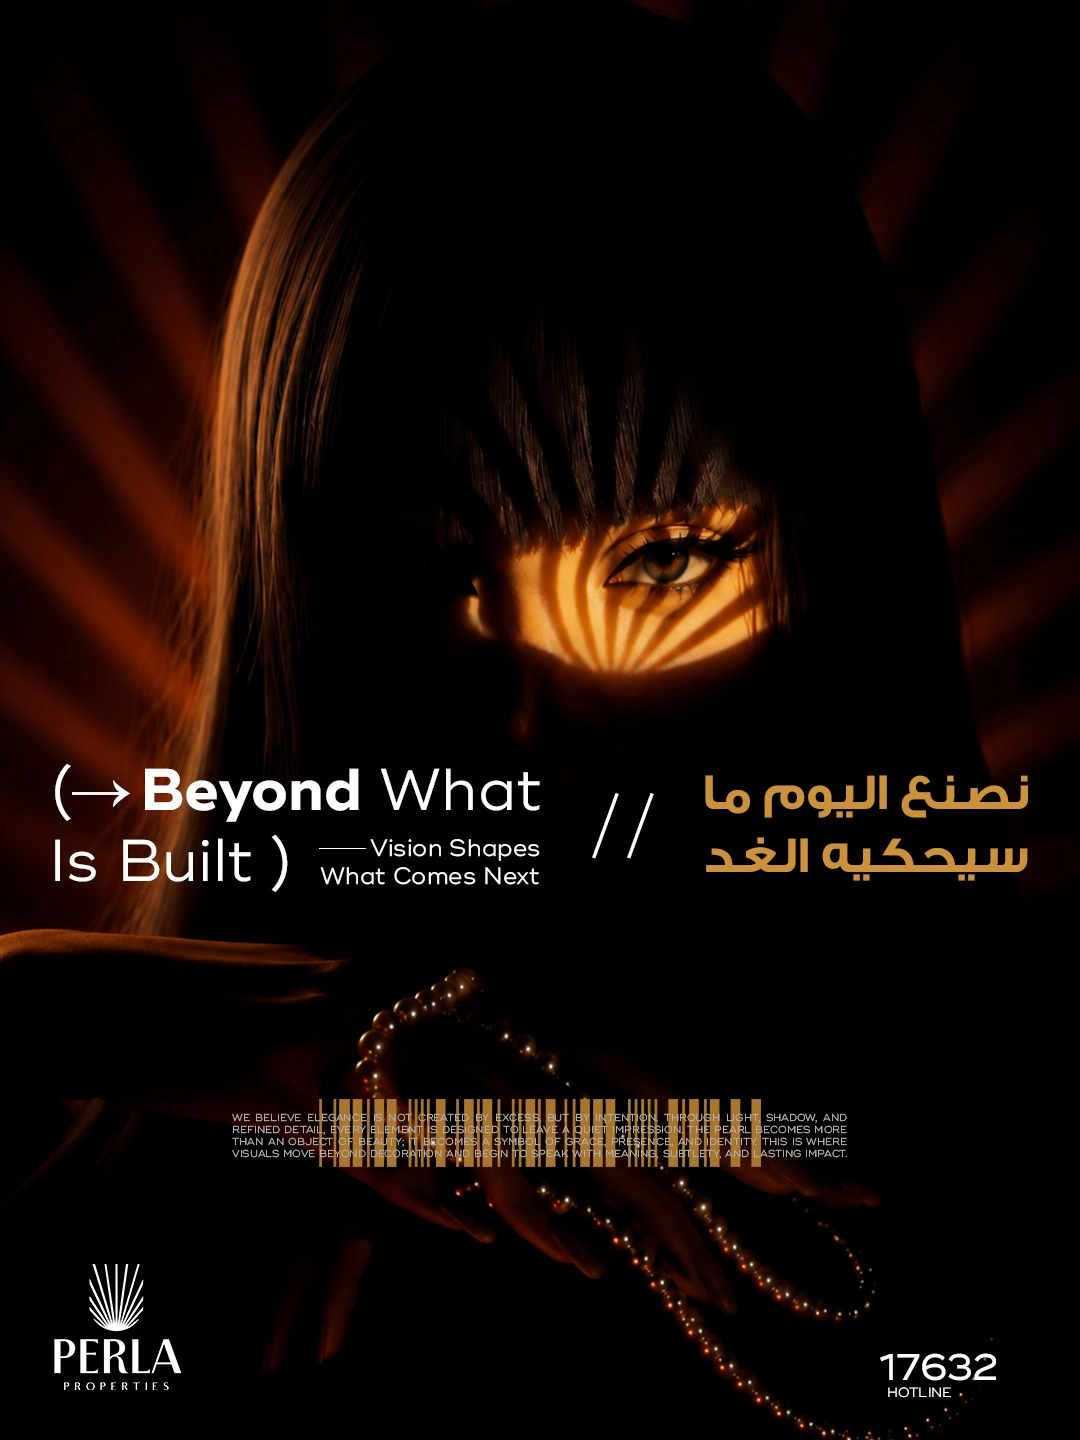 (→ Beyond What
Is Built )
—Vision Shapes
What Comes Next
//
نصنع اليوم ما
سيحكيه الغد
WE BELIEVE ELEGANCE IS NOT CREATED BY EXCESS, BUT BY INTENTION. THROUGH LIGHT, SHADOW, AND
REFINED DETAIL, EVERY ELEMENT IS DESIGNED TO LEAVE A QUIET IMPRESSION. THE PEARL BECOMES MORE
THAN AN OBJECT OF BEAUTY; IT BECOMES A SYMBOL OF GRACE, PRESENCE, AND IDENTITY. THIS IS WHERE
VISUALS MOVE BEYOND DECORATION AND BEGIN TO SPEAK WITH MEANING, SUBTLETY, AND LASTING IMPACT.
PERLA
PROPERTIES
17632
HOTLINE